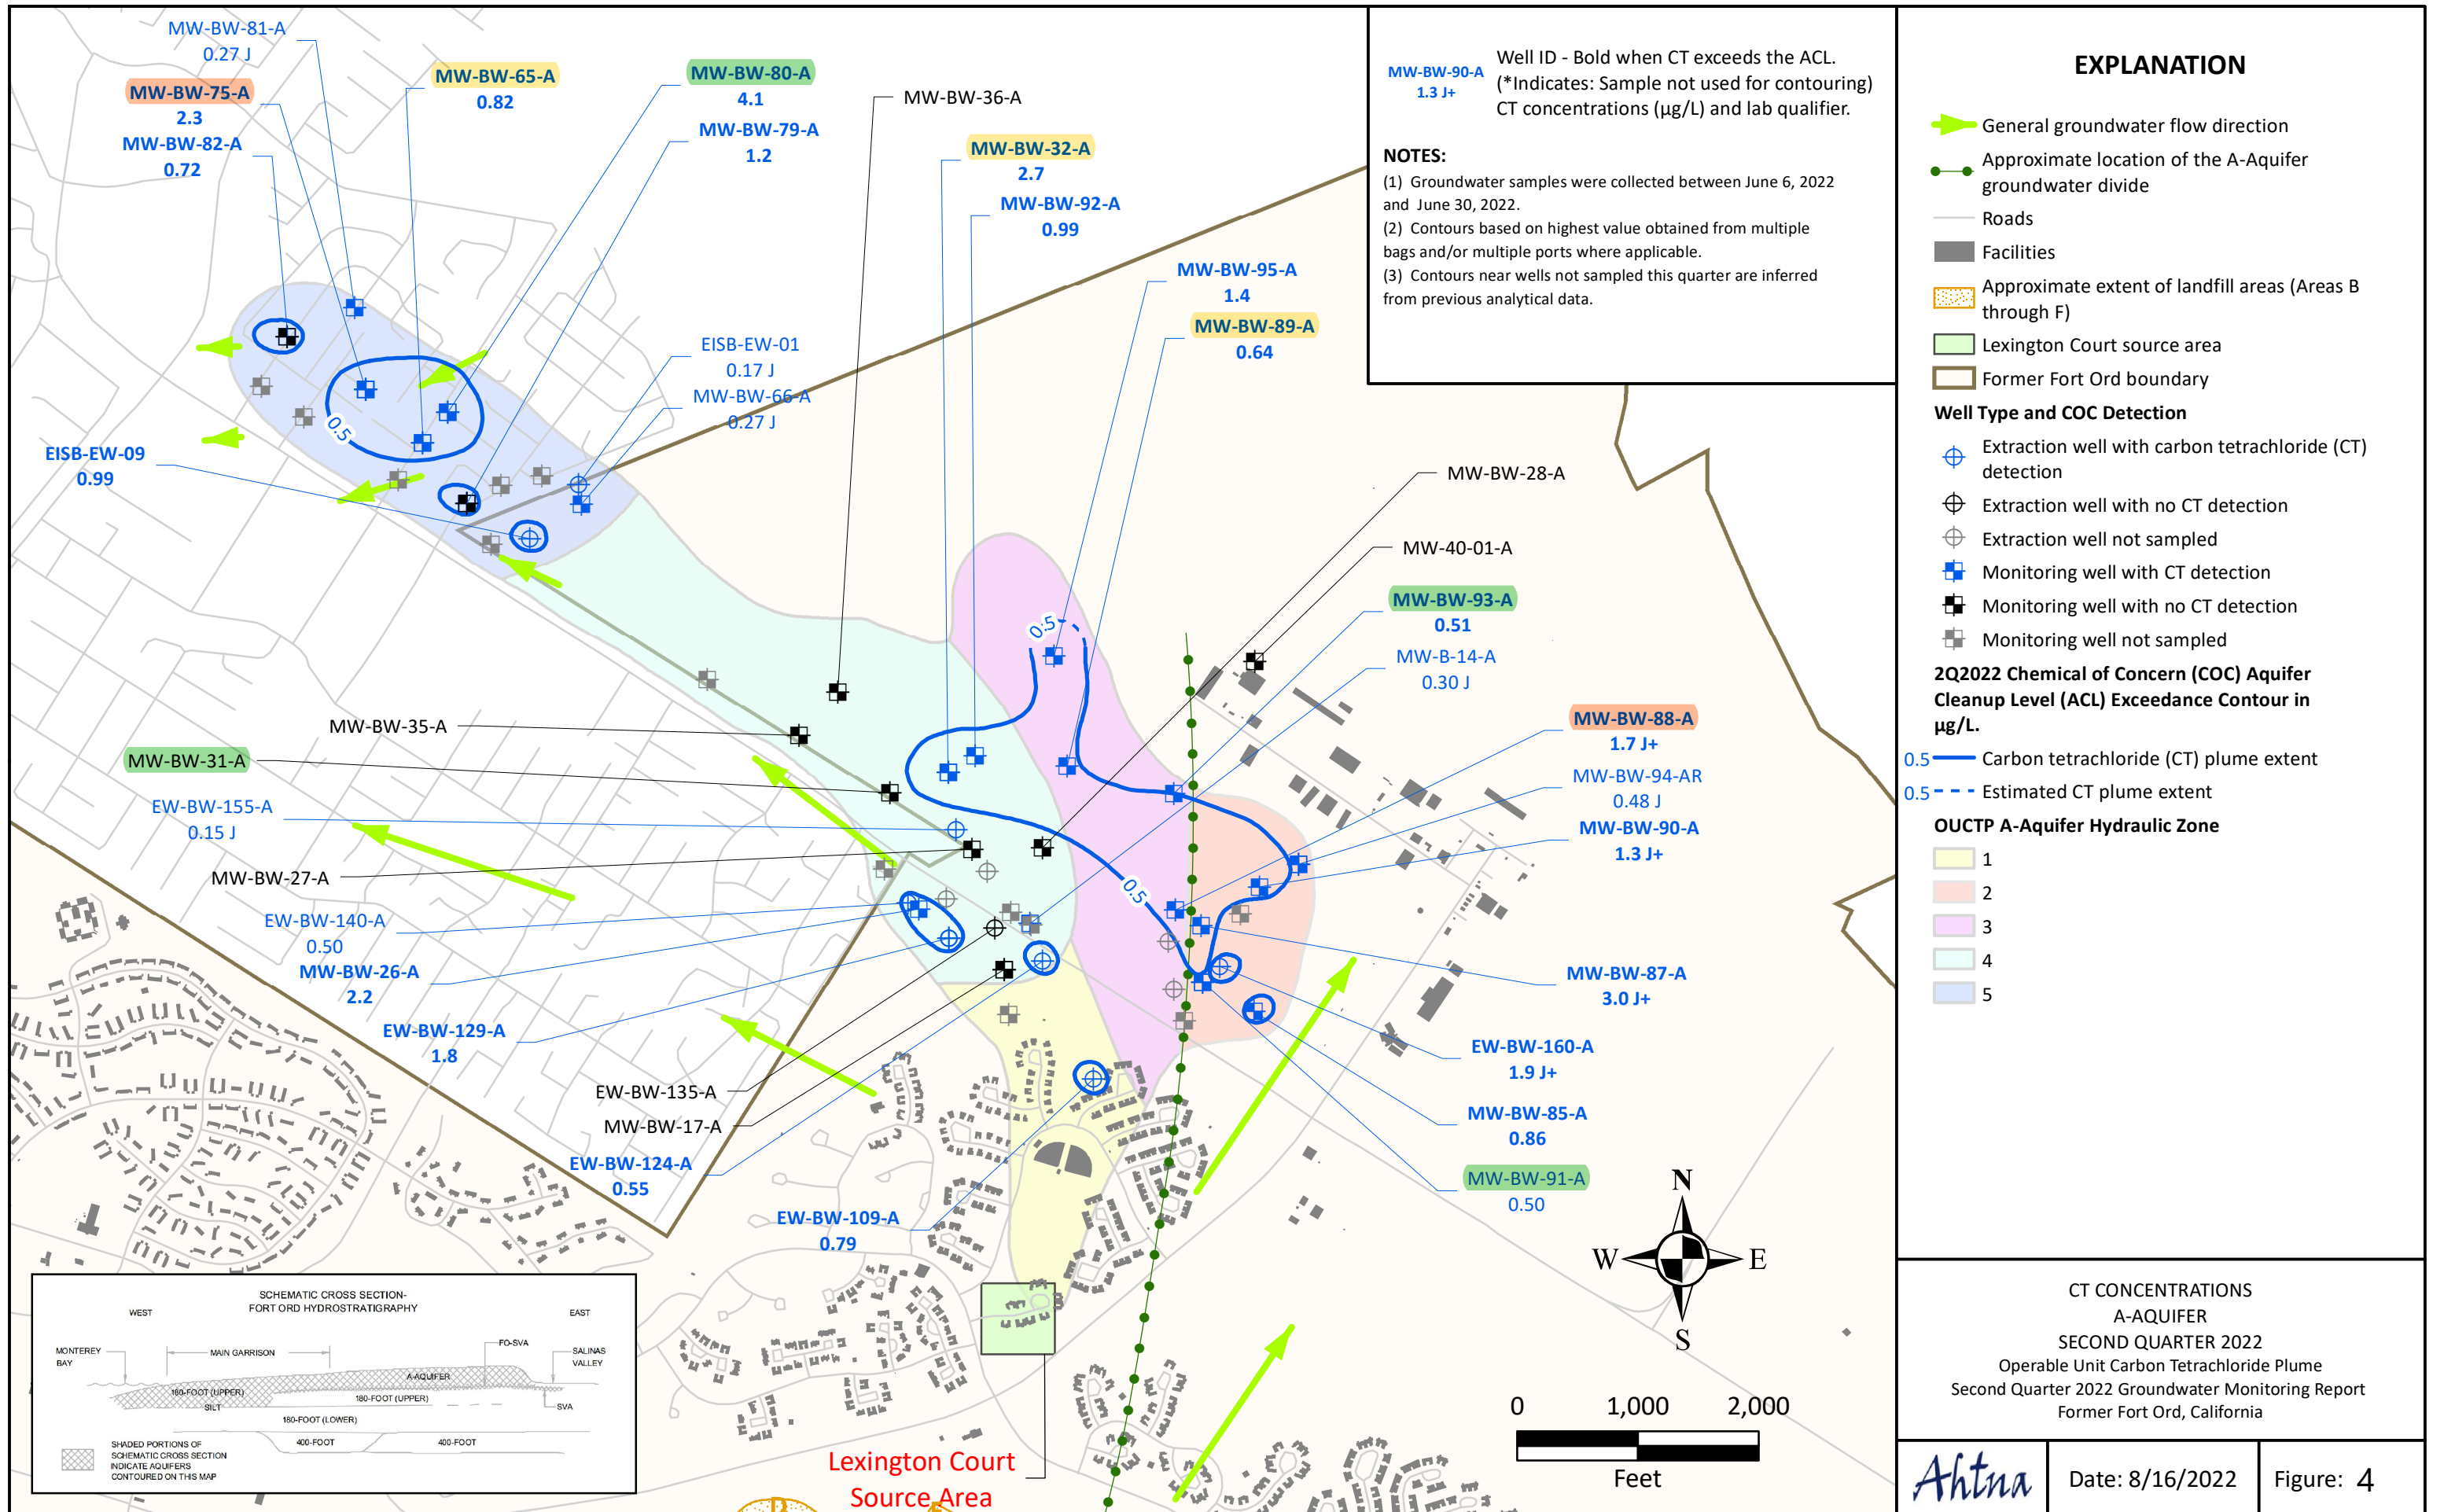 MW-BW-81-A
0.27 J
MW-BW-75-A
2.3
MW-BW-82-A
0.72
MW-BW-65-A
0.82
MW-BW-80-A
4.1
MW-BW-79-A
1.2
MW-BW-36-A
MW-BW-32-A
2.7
MW-BW-92-A
0.99
MW-BW-95-A
1.4
MW-BW-89-A
0.64
EISB-EW-01
0.17 J
MW-BW-66-A
0.27 J
EISB-EW-09
0.99
0.5
0.5
0.5
MW-BW-28-A
MW-40-01-A
MW-BW-93-A
0.51
MW-B-14-A
0.30 J
MW-BW-88-A
1.7 J+
MW-BW-94-AR
0.48 J
MW-BW-90-A
1.3 J+
MW-BW-87-A
3.0 J+
EW-BW-160-A
1.9 J+
MW-BW-85-A
0.86
MW-BW-91-A
0.50
MW-BW-35-A
MW-BW-31-A
EW-BW-155-A
0.15 J
MW-BW-27-A
EW-BW-140-A
0.50
MW-BW-26-A
2.2
EW-BW-129-A
1.8
EW-BW-135-A
MW-BW-17-A
EW-BW-124-A
0.55
EW-BW-109-A
0.79
Lexington Court
Source Area
N
W
E
S
0 1,000 2,000
Feet
SCHEMATIC CROSS SECTION-
FORT ORD HYDROSTRATIGRAPHY
WEST
EAST
MONTEREY
BAY
MAIN GARRISON
FO-SVA
SALINAS
VALLEY
A-AQUIFER
180-FOOT (UPPER)
180-FOOT (UPPER)
SILT
SVA
180-FOOT (LOWER)
400-FOOT
400-FOOT
SHADED PORTIONS OF
SCHEMATIC CROSS SECTION
INDICATE AQUIFERS
CONTOURED ON THIS MAP
MW-BW-90-A
1.3 J+
Well ID - Bold when CT exceeds the ACL.
(*Indicates: Sample not used for contouring)
CT concentrations (µg/L) and lab qualifier.
NOTES:
(1) Groundwater samples were collected between June 6, 2022
and June 30, 2022.
(2) Contours based on highest value obtained from multiple
bags and/or multiple ports where applicable.
(3) Contours near wells not sampled this quarter are inferred
from previous analytical data.
EXPLANATION
General groundwater flow direction
Approximate location of the A-Aquifer
groundwater divide
Roads
Facilities
Approximate extent of landfill areas (Areas B
through F)
Lexington Court source area
Former Fort Ord boundary
Well Type and COC Detection
Extraction well with carbon tetrachloride (CT)
detection
Extraction well with no CT detection
Extraction well not sampled
Monitoring well with CT detection
Monitoring well with no CT detection
Monitoring well not sampled
2Q2022 Chemical of Concern (COC) Aquifer
Cleanup Level (ACL) Exceedance Contour in
µg/L.
0.5 Carbon tetrachloride (CT) plume extent
0.5 Estimated CT plume extent
OUCTP A-Aquifer Hydraulic Zone
1
2
3
4
5
CT CONCENTRATIONS
A-AQUIFER
SECOND QUARTER 2022
Operable Unit Carbon Tetrachloride Plume
Second Quarter 2022 Groundwater Monitoring Report
Former Fort Ord, California
Ahtna
Date: 8/16/2022
Figure: 4